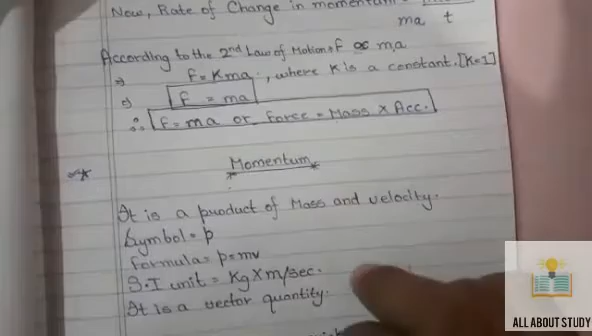 Now, Rate of Change in momentum
ma t
According to the 2nd Law of Motion, F ∝ ma
⇒ f = Kma, where K is a constant. [K=1]
⇒ f = ma
∴ f = ma or force = Mass × Acc.
Momentum
It is a product of Mass and velocity.
Symbol = p
formula = p = mv
S.I unit = Kg × m/sec.
It is a vector quantity.
ALL ABOUT STUDY